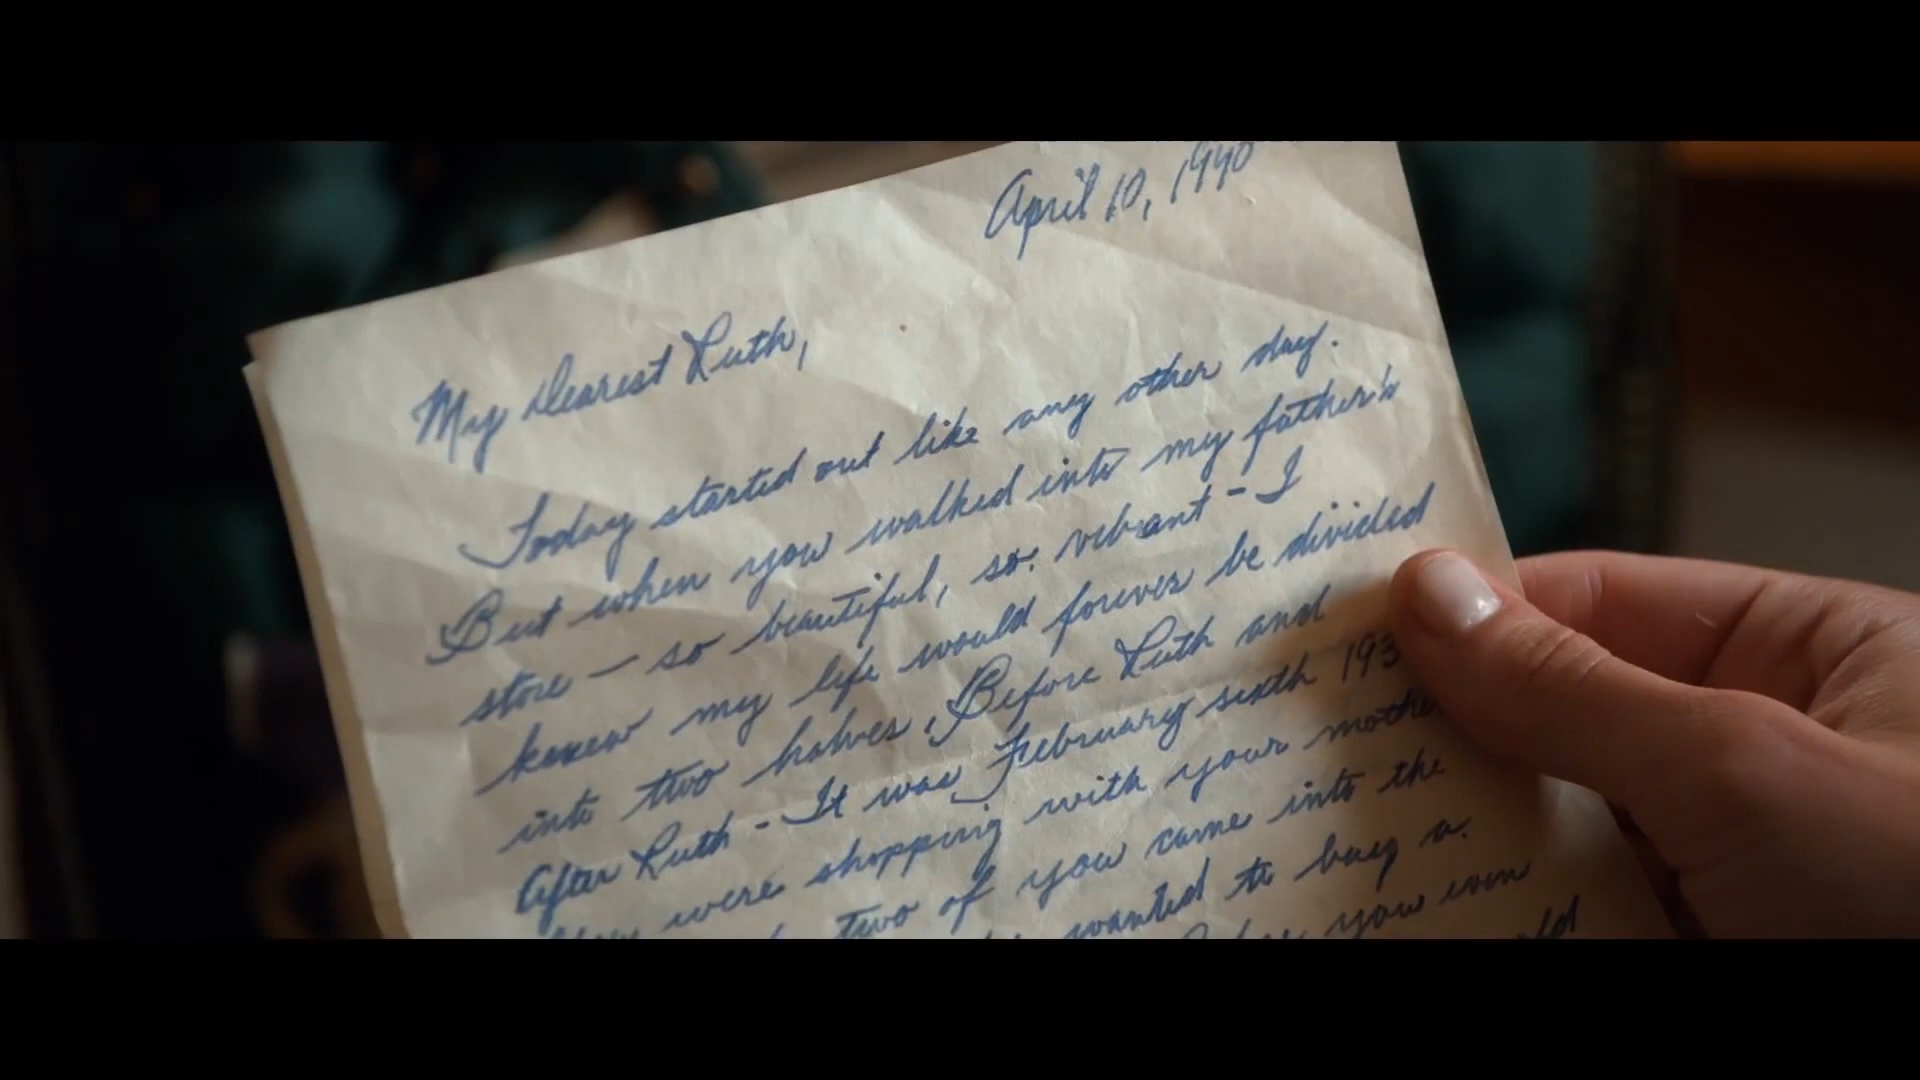 April 10, 1940
My Dearest Ruth,
Today started out like any other day.
But when you walked into my father's
store - so beautiful, so vibrant - I
knew my life would forever be divided
into two halves. Before Ruth and
After Ruth - It was February sixth 193
were shopping with your mothe
two of you came into the
wanted to buy a
you even